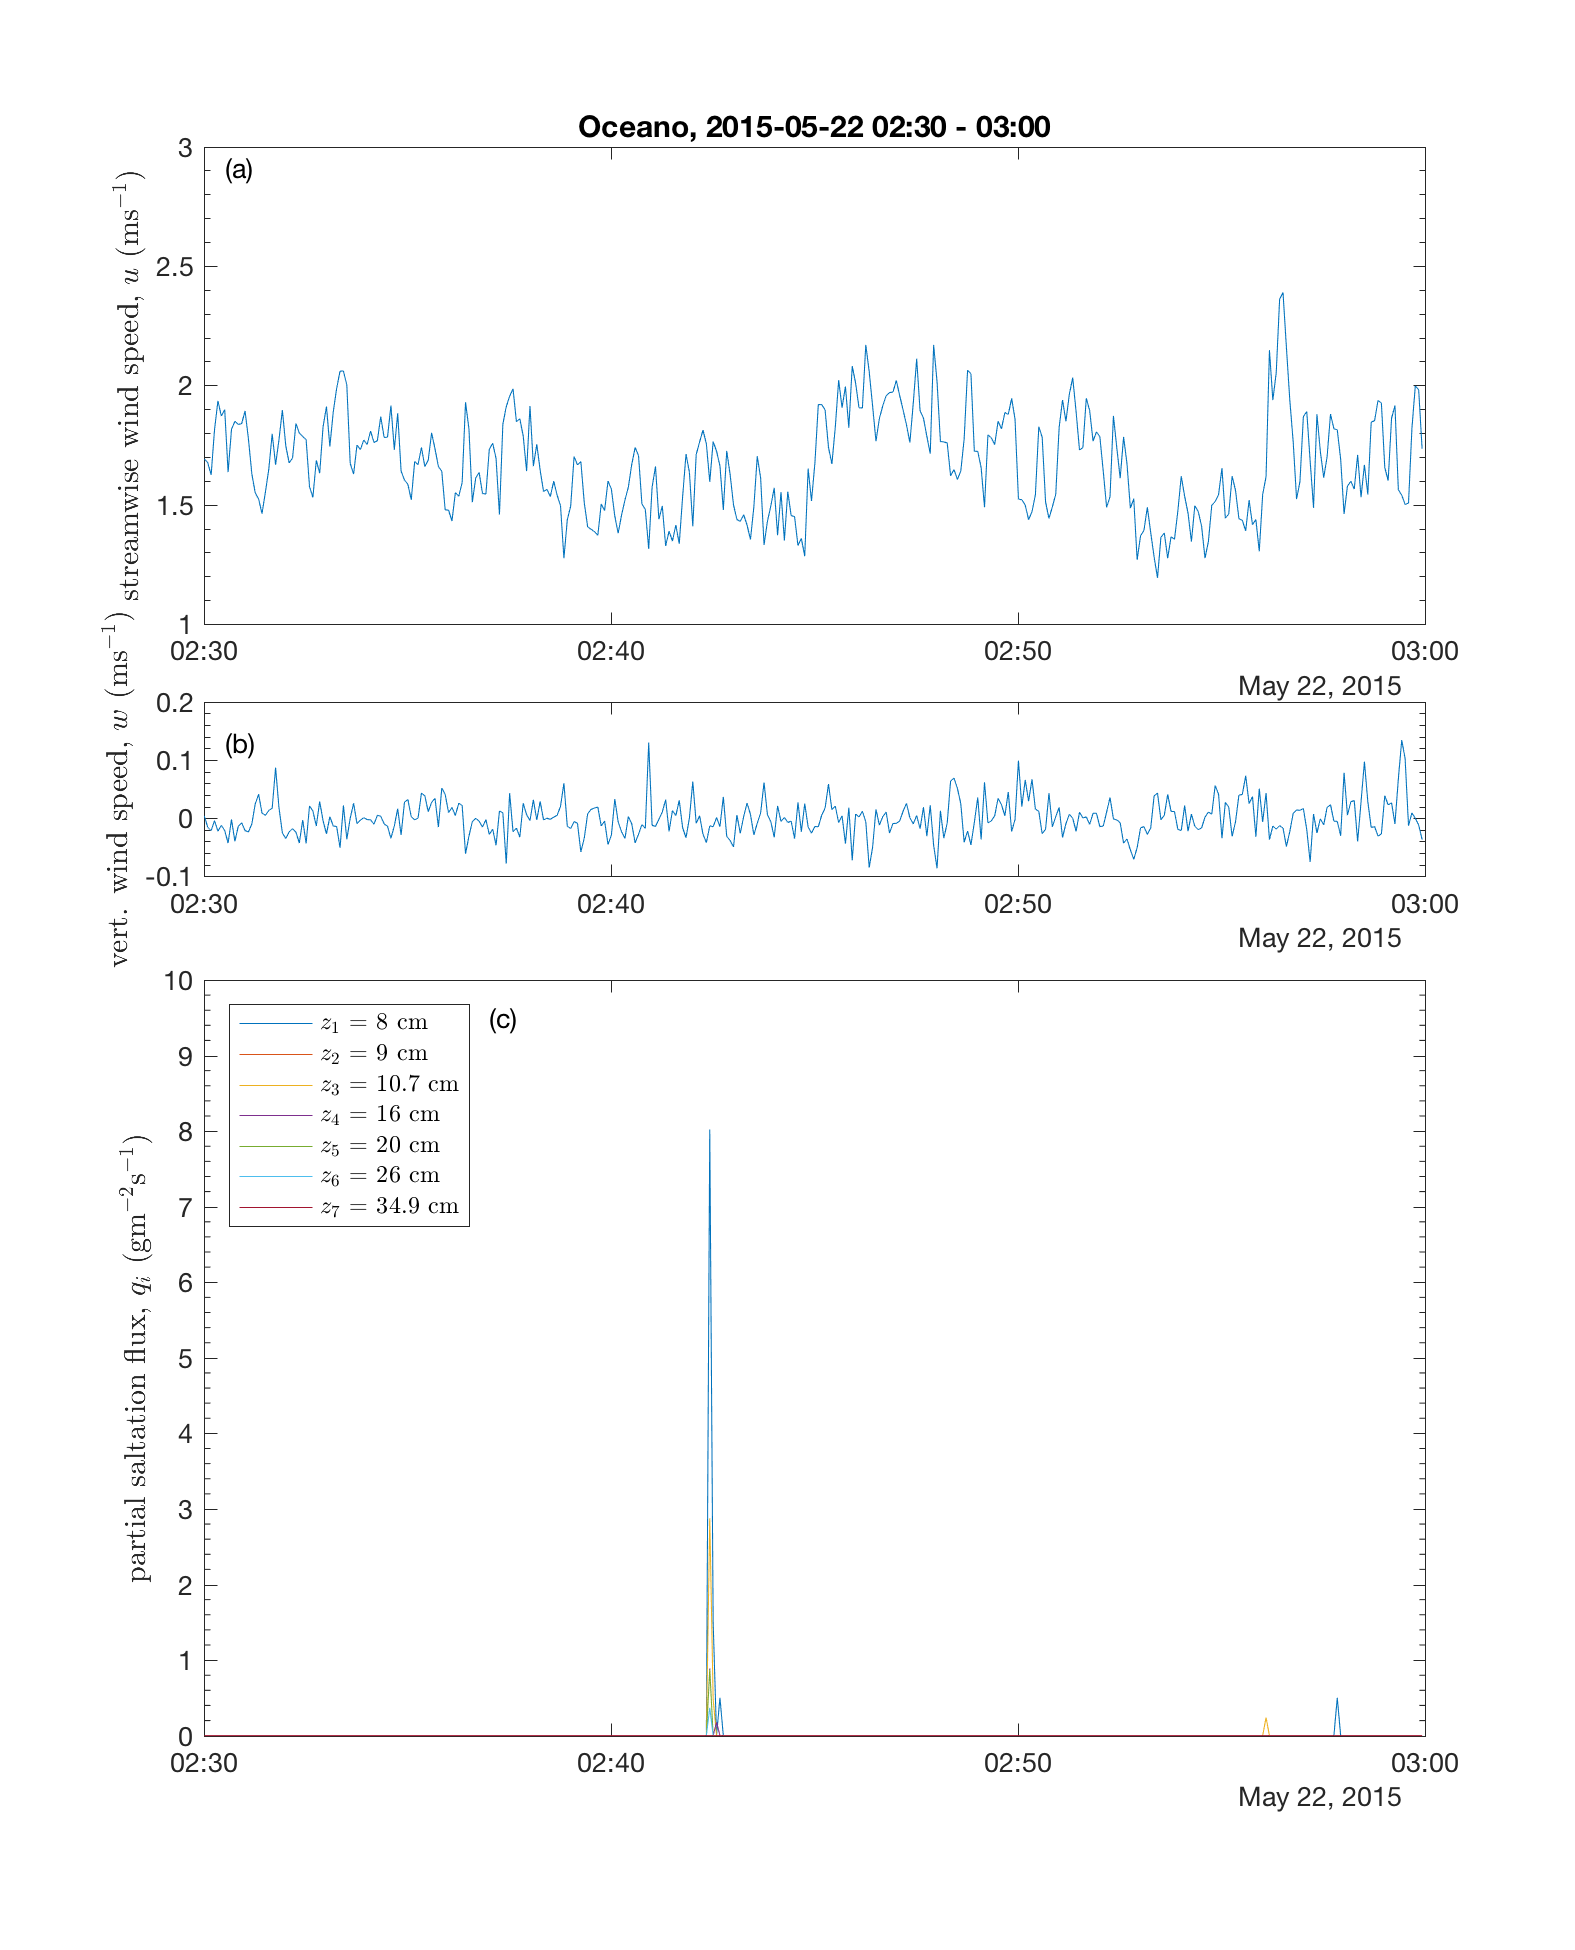 Oceano, 2015-05-22 02:30 - 03:00
streamwise wind speed, u (ms⁻¹)
(a)
3
2.5
2
1.5
1
02:30 02:40 02:50 03:00
May 22, 2015
vert. wind speed, w (ms⁻¹)
(b)
0.2
0.1
0
-0.1
02:30 02:40 02:50 03:00
May 22, 2015
partial saltation flux, qᵢ (gm⁻²s⁻¹)
(c)
z₁ = 8 cm
z₂ = 9 cm
z₃ = 10.7 cm
z₄ = 16 cm
z₅ = 20 cm
z₆ = 26 cm
z₇ = 34.9 cm
10
9
8
7
6
5
4
3
2
1
0
02:30 02:40 02:50 03:00
May 22, 2015